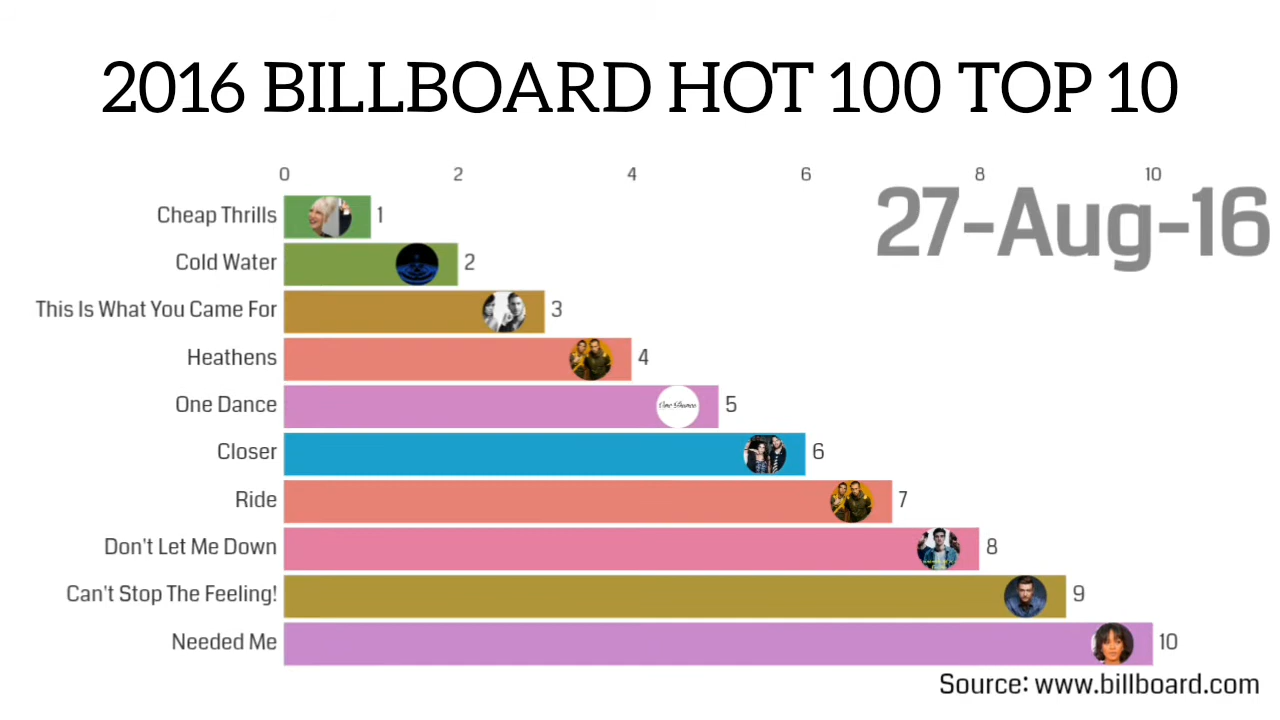 2016 BILLBOARD HOT 100 TOP 10
0 2 4 6 8 10
27-Aug-16
Cheap Thrills 1
Cold Water 2
This Is What You Came For 3
Heathens 4
One Dance One Dance 5
Closer 6
Ride 7
Don't Let Me Down 8
Can't Stop The Feeling! 9
Needed Me 10
Source: www.billboard.com